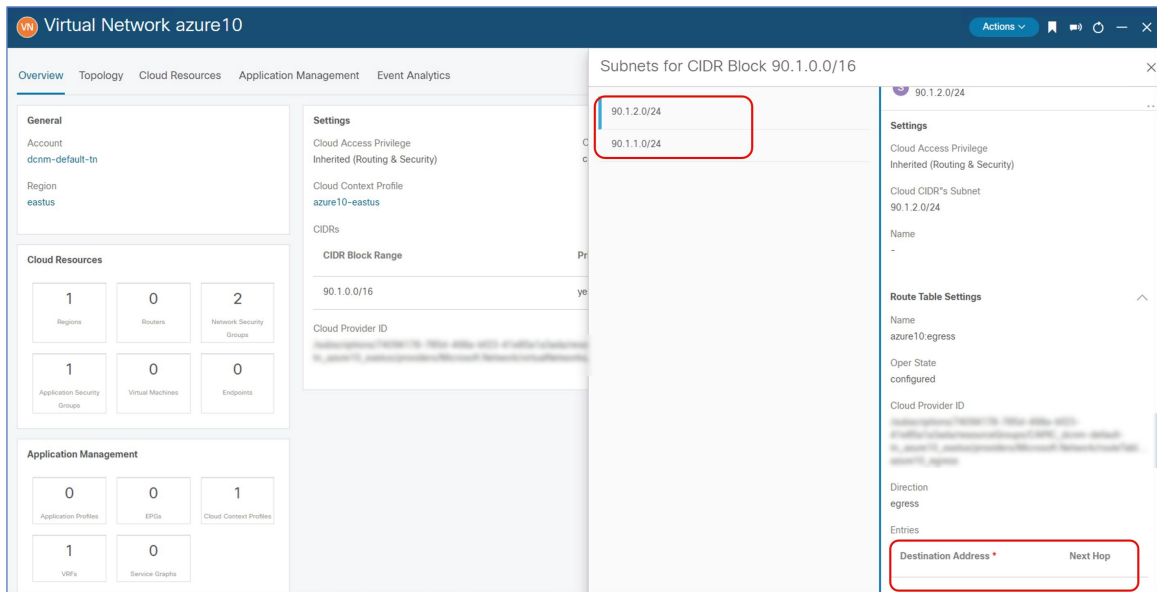 VN Virtual Network azure10
Actions
Overview Topology Cloud Resources Application Management Event Analytics
General
Account
dcnm-default-tn
Region
eastus
Cloud Resources
1
Regions
0
Routers
2
Network Security
Groups
1
Application Security
Groups
0
Virtual Machines
0
Endpoints
Application Management
0
Application Profiles
0
EPGs
1
Cloud Context Profiles
1
VRFs
0
Service Graphs
Settings
Cloud Access Privilege
Inherited (Routing & Security)
Cloud Context Profile
azure10-eastus
CIDRs
CIDR Block Range Pr
90.1.0.0/16 ye
Cloud Provider ID
Subnets for CIDR Block 90.1.0.0/16
90.1.2.0/24
90.1.1.0/24
S 90.1.2.0/24
Settings
Cloud Access Privilege
Inherited (Routing & Security)
Cloud CIDR"s Subnet
90.1.2.0/24
Name
-
Route Table Settings
Name
azure10:egress
Oper State
configured
Cloud Provider ID
Direction
egress
Entries
Destination Address * Next Hop